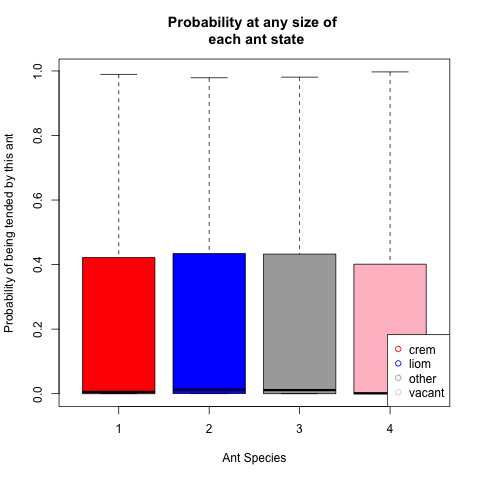 Probability at any size of
each ant state
Probability of being tended by this ant
1.0
0.8
0.6
0.4
0.2
0.0
crem
liom
other
vacant
1 2 3 4
Ant Species